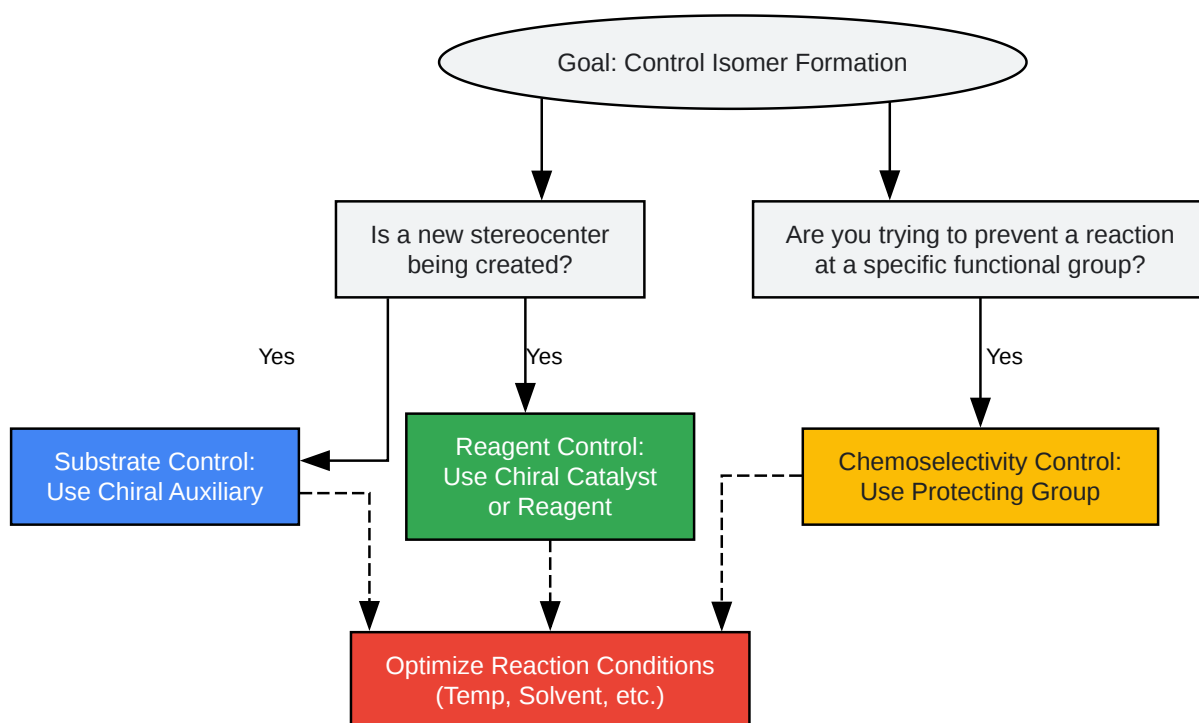 Goal: Control Isomer Formation
Is a new stereocenter
being created?
Are you trying to prevent a reaction
at a specific functional group?
Yes
Yes
Yes
Substrate Control:
Use Chiral Auxiliary
Reagent Control:
Use Chiral Catalyst
or Reagent
Chemoselectivity Control:
Use Protecting Group
Optimize Reaction Conditions
(Temp, Solvent, etc.)